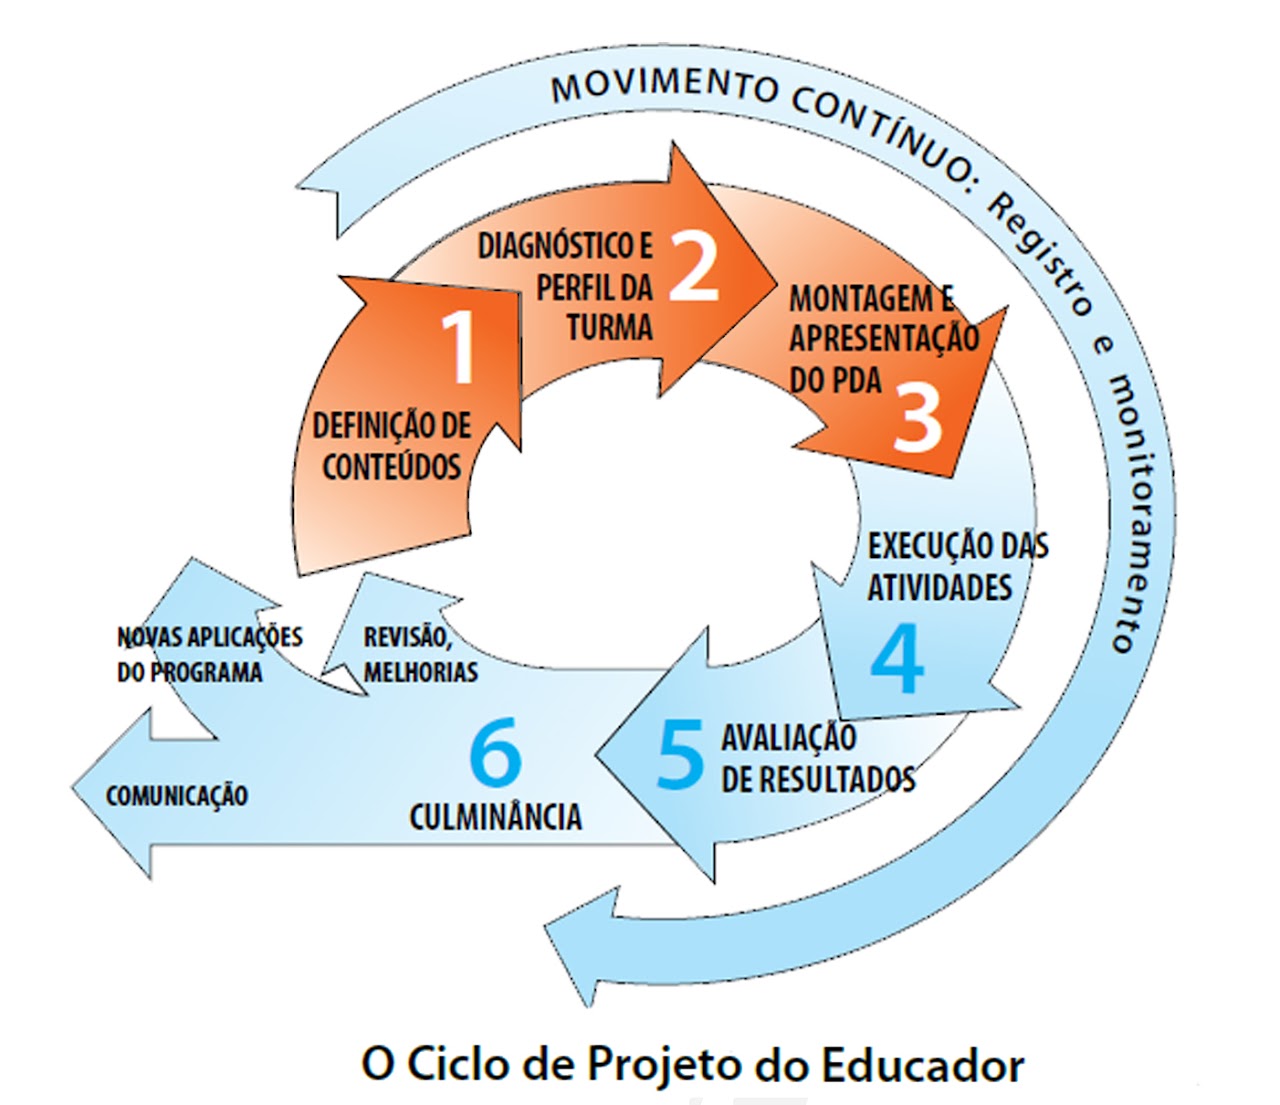 MOVIMENTO CONTÍNUO: Registro e monitoramento
1
DEFINIÇÃO DE
CONTEÚDOS
DIAGNÓSTICO E
PERFIL DA
TURMA
2
MONTAGEM E
APRESENTAÇÃO
DO PDA
3
EXECUÇÃO DAS
ATIVIDADES
4
5
AVALIAÇÃO
DE RESULTADOS
6
CULMINÂNCIA
REVISÃO,
MELHORIAS
NOVAS APLICAÇÕES
DO PROGRAMA
COMUNICAÇÃO
O Ciclo de Projeto do Educador